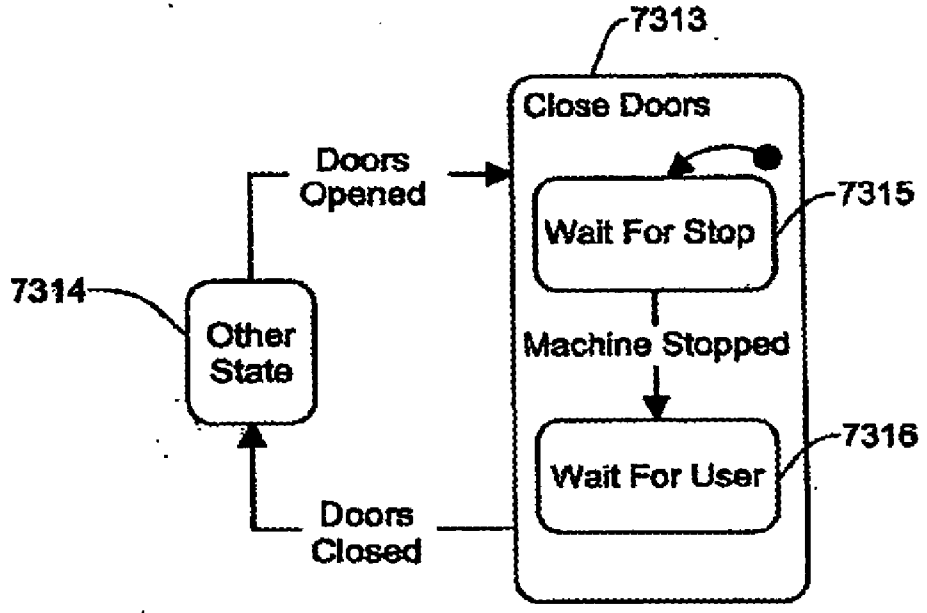 7313
Close Doors
Doors
Opened
7315
Wait For Stop
7314
Other
State
Machine Stopped
7316
Wait For User
Doors
Closed